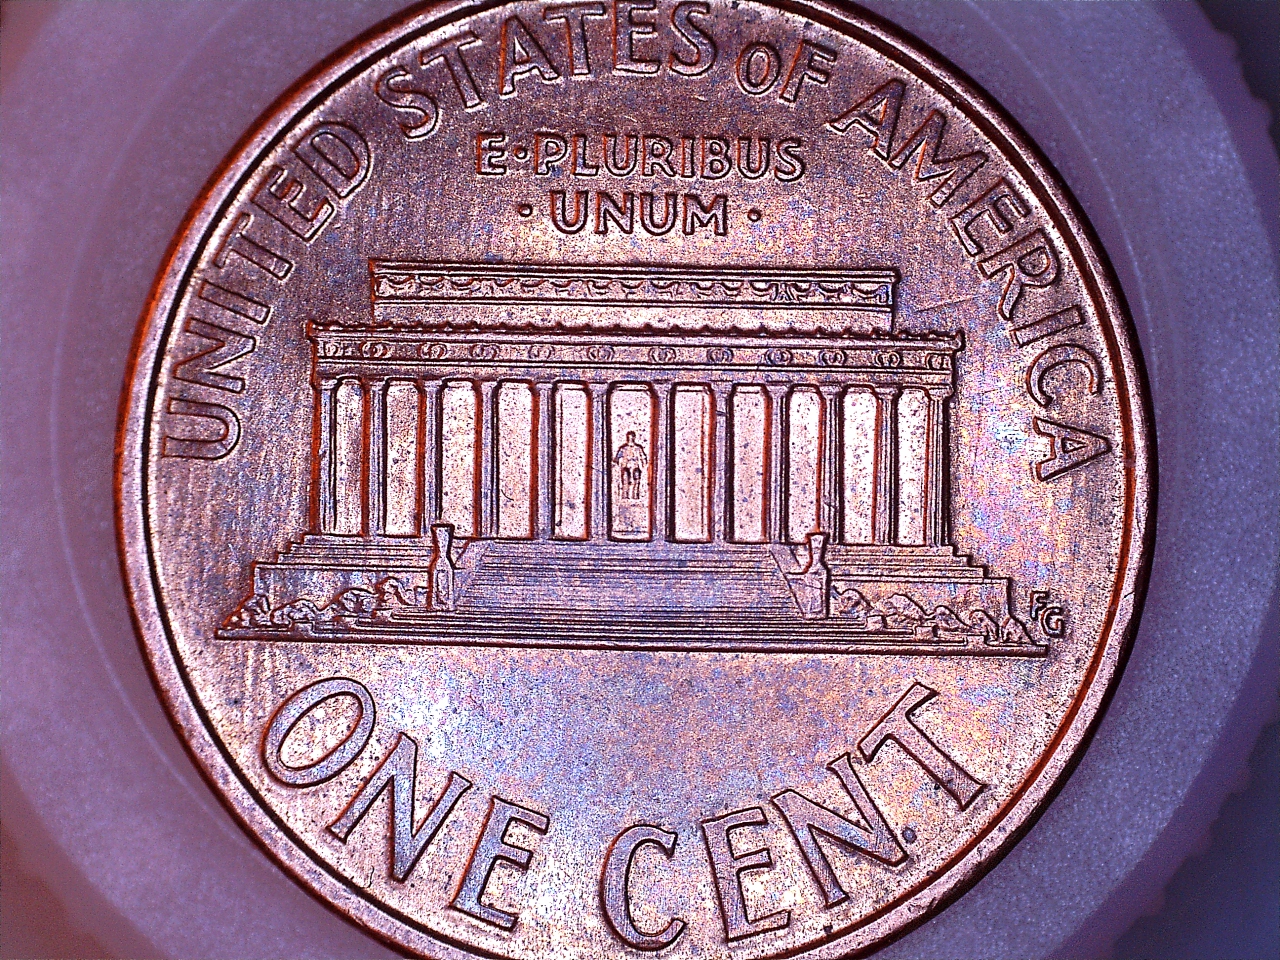 UNITED STATES OF AMERICA
E·PLURIBUS
·UNUM·
FG
ONE CENT